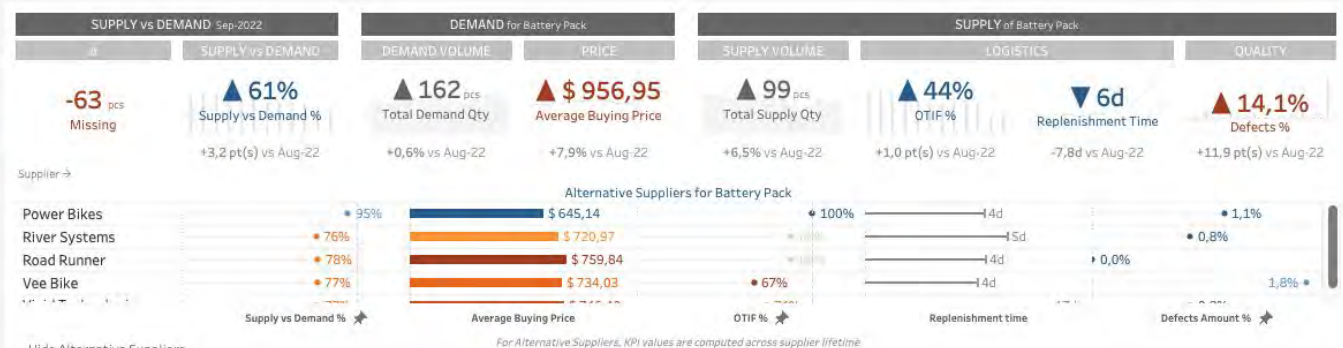 SUPPLY vs DEMAND Sep-2022 DEMAND for Battery Pack SUPPLY of Battery Pack
SUPPLY vs DEMAND DEMAND VOLUME PRICE SUPPLY VOLUME LOGISTICS QUALITY
-63 pcs ▲ 61% ▲ 162 pcs ▲ $ 956,95 ▲ 99 pcs ▲ 44% ▼ 6d ▲ 14,1%
Missing Supply vs Demand % Total Demand Qty Average Buying Price Total Supply Qty OTIF % Replenishment Time Defects %
+3,2 pt(s) vs Aug-22 +0,6% vs Aug-22 +7,9% vs Aug-22 +6,5% vs Aug-22 +1,0 pt(s) vs Aug-22 -7,8d vs Aug-22 +11,9 pt(s) vs Aug-22
Supplier →
Alternative Suppliers for Battery Pack
Power Bikes 95% $ 645,14 100% 4d 1,1%
River Systems 76% $ 720,97 5d 0,8%
Road Runner 78% $ 759,84 4d 0,0%
Vee Bike 77% $ 734,03 67% 4d 1,8%
Supply vs Demand % Average Buying Price OTIF % Replenishment time Defects Amount %
Hide Alternative Suppliers For Alternative Suppliers, KPI values are computed across supplier lifetime